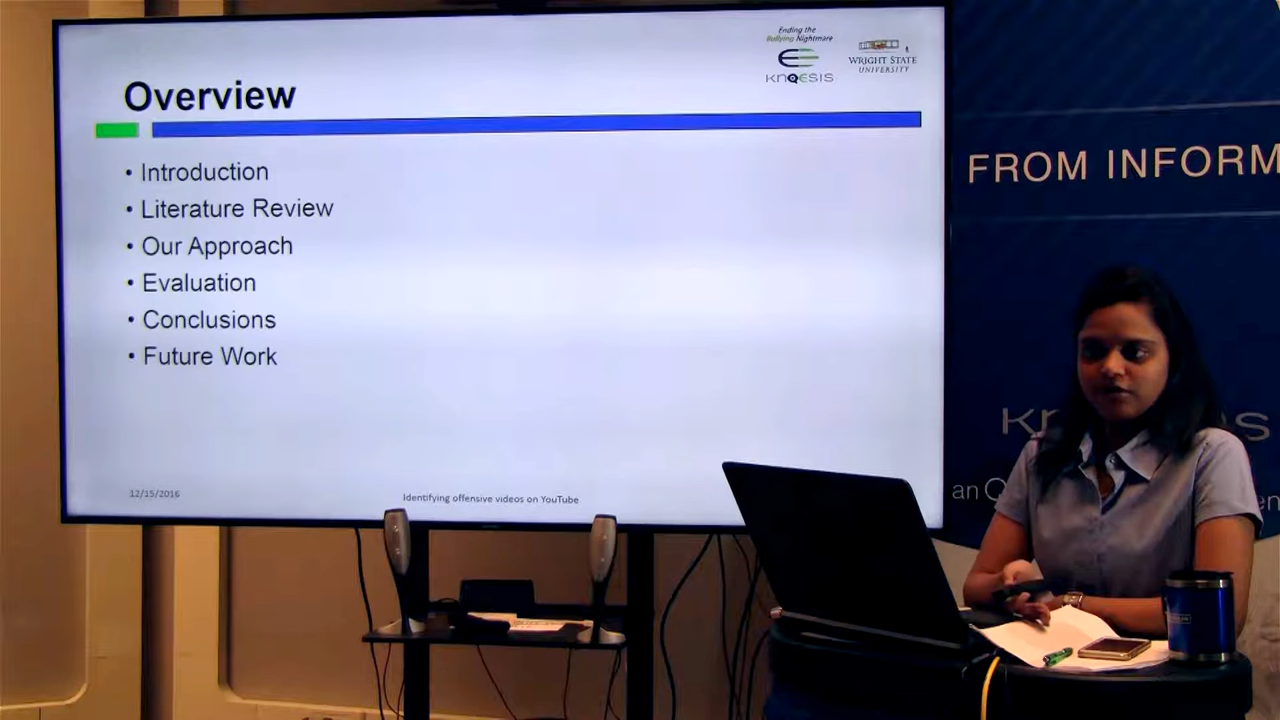 Ending the
Bullying Nightmare
KNOESIS
WRIGHT STATE
UNIVERSITY
Overview
• Introduction
• Literature Review
• Our Approach
• Evaluation
• Conclusions
• Future Work
12/15/2016
Identifying offensive videos on YouTube
FROM INFORM
an